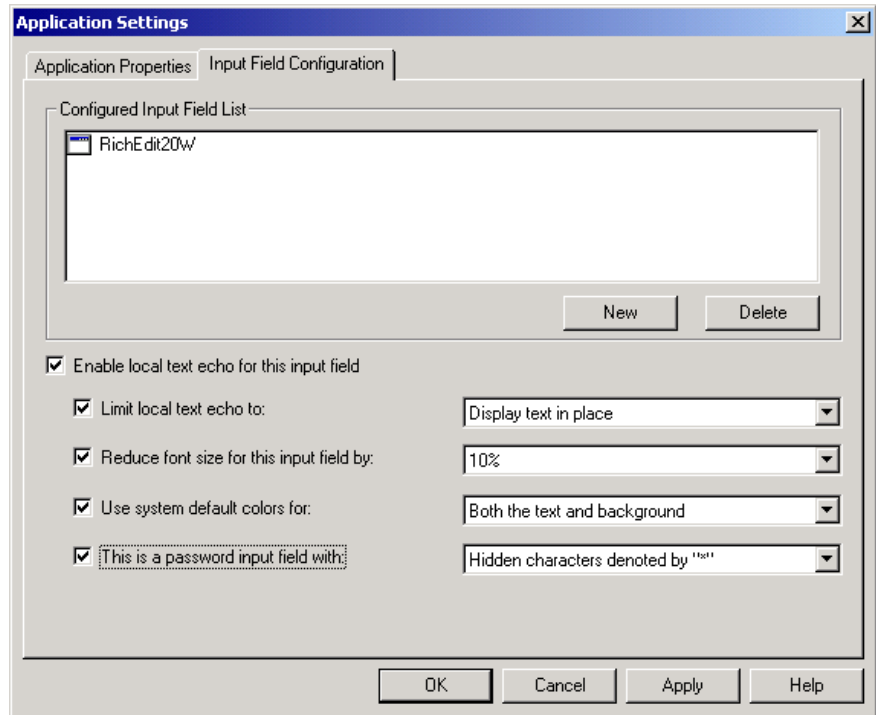 Application Settings
Application Properties Input Field Configuration
Configured Input Field List
RichEdit20W
New Delete
Enable local text echo for this input field
Limit local text echo to: Display text in place
Reduce font size for this input field by: 10%
Use system default colors for: Both the text and background
This is a password input field with: Hidden characters denoted by "*"
OK Cancel Apply Help